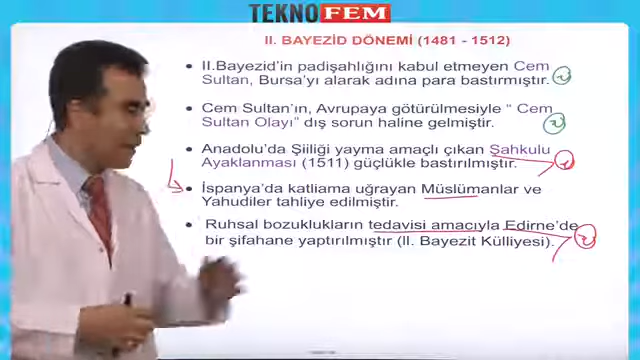 TEKNOFEM
II. BAYEZİD DÖNEMİ (1481 - 1512)
II.Bayezid'in padişahlığını kabul etmeyen Cem
Sultan, Bursa'yı alarak adına para bastırmıştır.
Cem Sultan'ın, Avrupaya götürülmesiyle " Cem
Sultan Olayı" dış sorun haline gelmiştir.
Anadolu'da Şiiliği yayma amaçlı çıkan Şahkulu
Ayaklanması (1511) güçlükle bastırılmıştır.
İspanya'da katliama uğrayan Müslümanlar ve
Yahudiler tahliye edilmiştir.
Ruhsal bozuklukların tedavisi amacıyla Edirne'de
bir şifahane yaptırılmıştır (II. Bayezit Külliyesi).